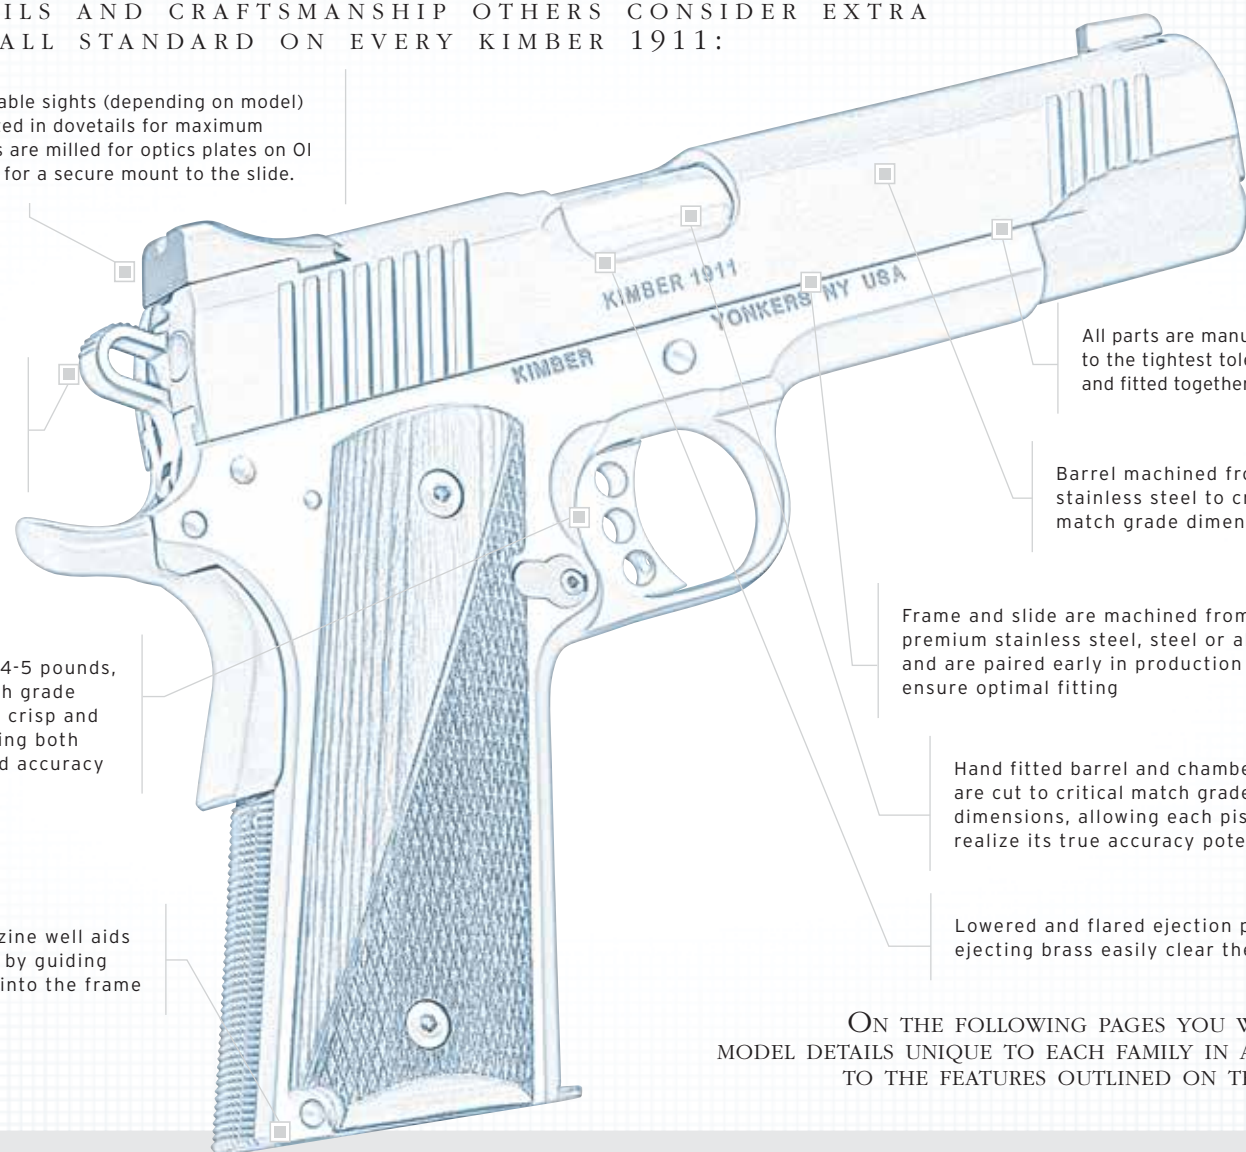 ILS AND CRAFTSMANSHIP OTHERS CONSIDER EXTRA
ALL STANDARD ON EVERY KIMBER 1911:
able sights (depending on model)
ted in dovetails for maximum
s are milled for optics plates on OI
for a secure mount to the slide.
KIMBER 1911
YONKERS NY USA
KIMBER
All parts are manu
to the tightest tole
and fitted together
Barrel machined fro
stainless steel to cr
match grade dimen
Frame and slide are machined from
premium stainless steel, steel or a
and are paired early in production
ensure optimal fitting
4-5 pounds,
h grade
crisp and
ing both
d accuracy
Hand fitted barrel and chambe
are cut to critical match grade
dimensions, allowing each pis
realize its true accuracy pote
zine well aids
by guiding
into the frame
Lowered and flared ejection p
ejecting brass easily clear the
ON THE FOLLOWING PAGES YOU W
MODEL DETAILS UNIQUE TO EACH FAMILY IN A
TO THE FEATURES OUTLINED ON TH